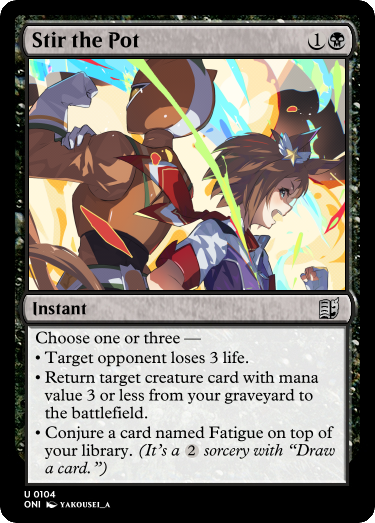 Stir the Pot 1
Instant
Choose one or three —
• Target opponent loses 3 life.
• Return target creature card with mana
value 3 or less from your graveyard to
the battlefield.
• Conjure a card named Fatigue on top of
your library. (It's a 2 sorcery with “Draw
a card.”)
U 0104
ONI YAKOUSEI_A